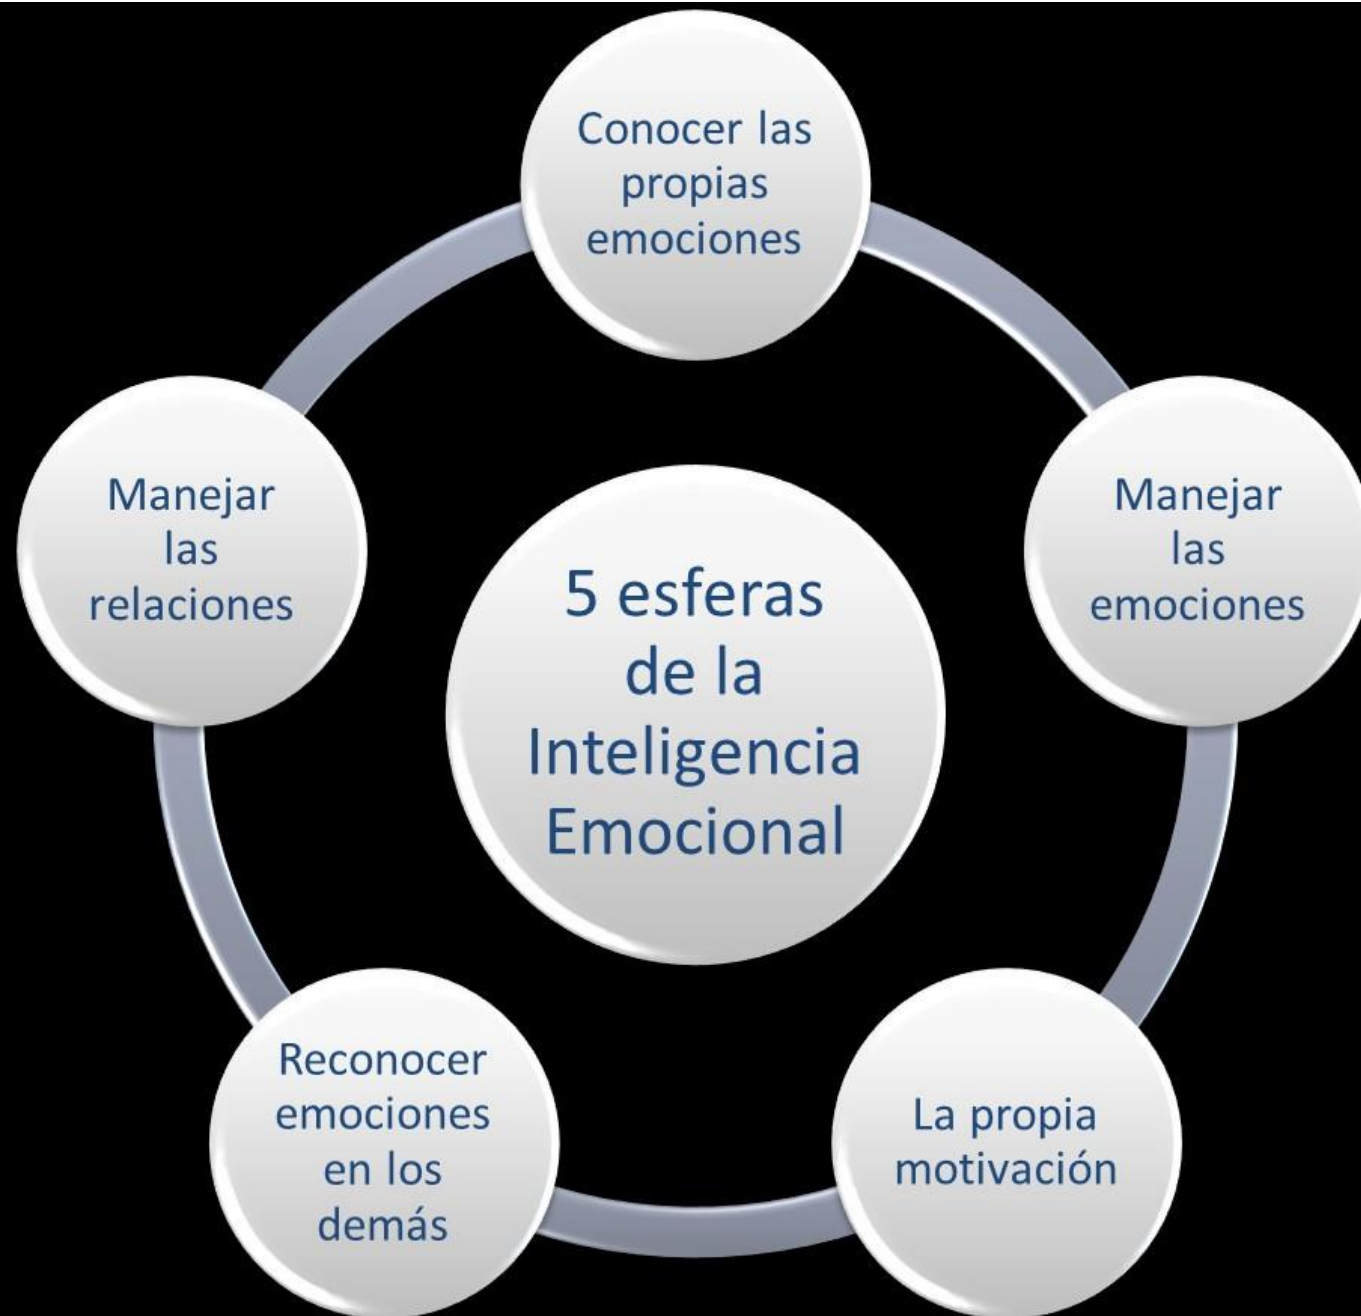 Conocer las
propias
emociones
Manejar
las
emociones
La propia
motivación
Reconocer
emociones
en los
demás
Manejar
las
relaciones
5 esferas
de la
Inteligencia
Emocional